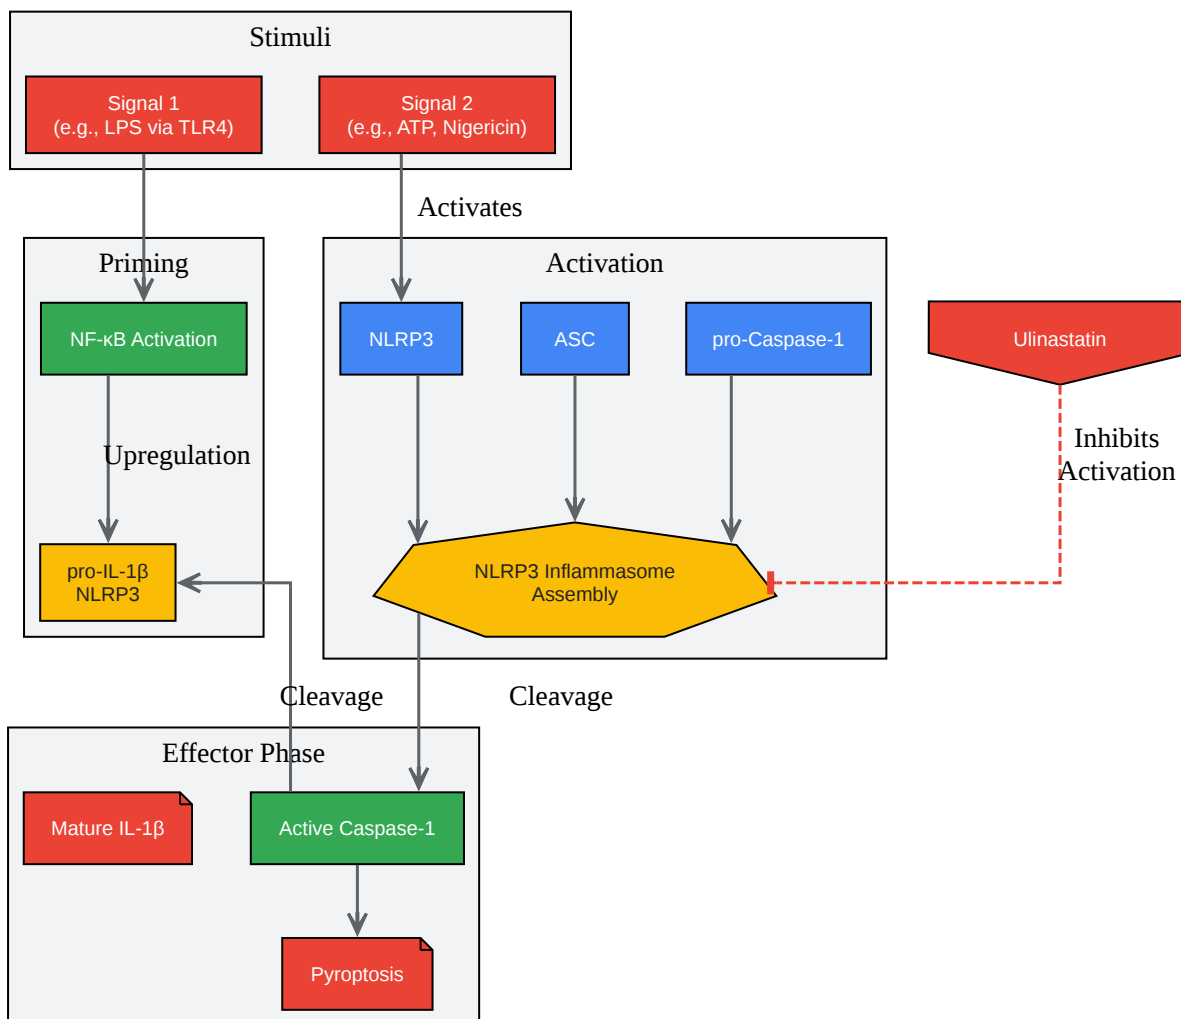 Stimuli
Signal 1
(e.g., LPS via TLR4)
Signal 2
(e.g., ATP, Nigericin)
Activates
Priming
Activation
NF-κB Activation
NLRP3
ASC
pro-Caspase-1
Ulinastatin
Upregulation
Inhibits
Activation
pro-IL-1β
NLRP3
NLRP3 Inflammasome
Assembly
Cleavage
Cleavage
Effector Phase
Mature IL-1β
Active Caspase-1
Pyroptosis